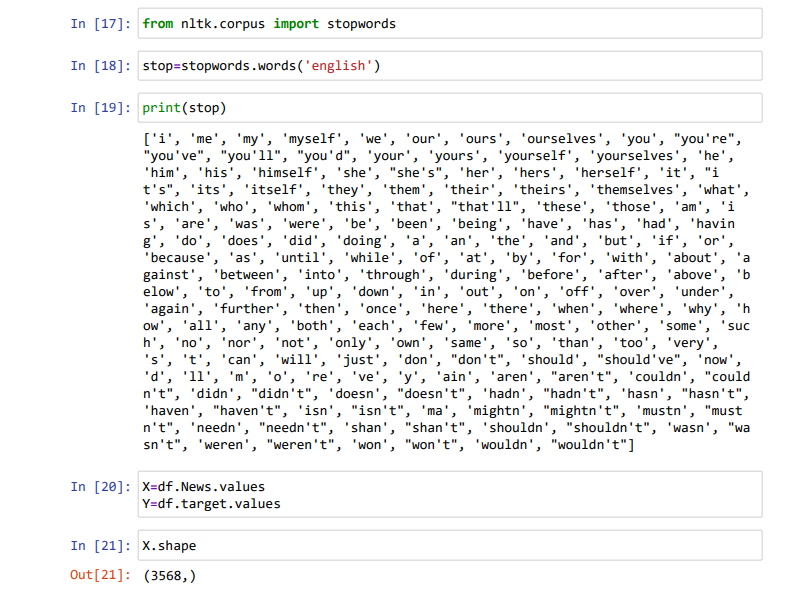 In [17]: from nltk.corpus import stopwords
In [18]: stop=stopwords.words('english')
In [19]: print(stop)
['i', 'me', 'my', 'myself', 'we', 'our', 'ours', 'ourselves', 'you', "you're",
"you've", "you'll", "you'd", 'your', 'yours', 'yourself', 'yourselves', 'he',
'him', 'his', 'himself', 'she', "she's", 'her', 'hers', 'herself', 'it', "i
t's", 'its', 'itself', 'they', 'them', 'their', 'theirs', 'themselves', 'what',
'which', 'who', 'whom', 'this', 'that', "that'll", 'these', 'those', 'am', 'i
s', 'are', 'was', 'were', 'be', 'been', 'being', 'have', 'has', 'had', 'havin
g', 'do', 'does', 'did', 'doing', 'a', 'an', 'the', 'and', 'but', 'if', 'or',
'because', 'as', 'until', 'while', 'of', 'at', 'by', 'for', 'with', 'about', 'a
gainst', 'between', 'into', 'through', 'during', 'before', 'after', 'above', 'b
elow', 'to', 'from', 'up', 'down', 'in', 'out', 'on', 'off', 'over', 'under',
'again', 'further', 'then', 'once', 'here', 'there', 'when', 'where', 'why', 'h
ow', 'all', 'any', 'both', 'each', 'few', 'more', 'most', 'other', 'some', 'suc
h', 'no', 'nor', 'not', 'only', 'own', 'same', 'so', 'than', 'too', 'very',
's', 't', 'can', 'will', 'just', 'don', "don't", 'should', "should've", 'now',
'd', 'll', 'm', 'o', 're', 've', 'y', 'ain', 'aren', "aren't", 'couldn', "could
n't", 'didn', "didn't", 'doesn', "doesn't", 'hadn', "hadn't", 'hasn', "hasn't",
'haven', "haven't", 'isn', "isn't", 'ma', 'mightn', "mightn't", 'mustn', "must
n't", 'needn', "needn't", 'shan', "shan't", 'shouldn', "shouldn't", 'wasn', "wa
sn't", 'weren', "weren't", 'won', "won't", 'wouldn', "wouldn't"]
In [20]: X=df.News.values
Y=df.target.values
In [21]: X.shape
Out[21]: (3568,)